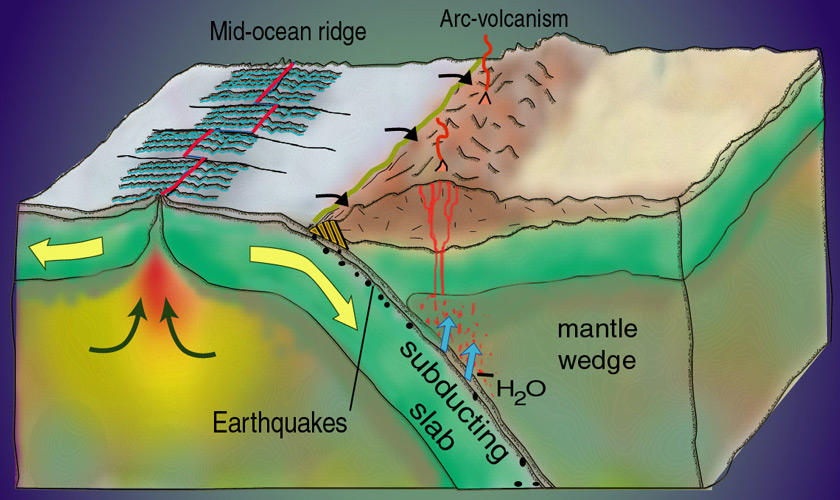 Mid-ocean ridge
Arc-volcanism
mantle
wedge
H₂O
subducting
slab
Earthquakes